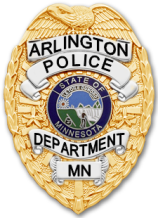 ARLINGTON
POLICE
STATE OF
MINNESOTA
DEPARTMENT
MN